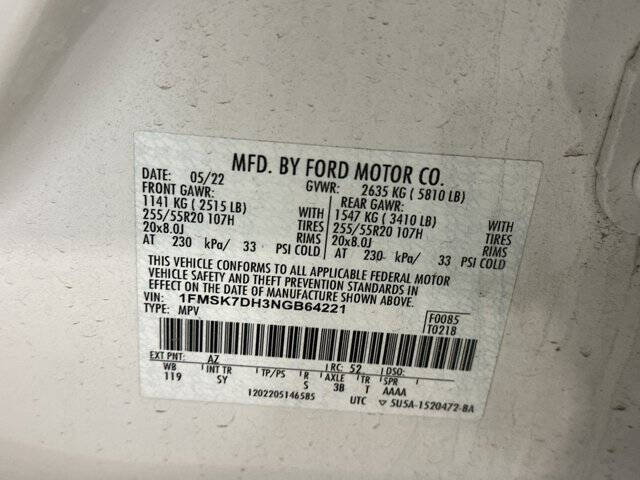 MFD. BY FORD MOTOR CO.
DATE: 05/22 GVWR: 2635 KG ( 5810 LB)
FRONT GAWR: REAR GAWR:
1141 KG ( 2515 LB) WITH 1547 KG ( 3410 LB) WITH
255/55R20 107H TIRES 255/55R20 107H TIRES
20x8.0J RIMS 20x8.0J RIMS
AT 230 kPa/ 33 PSI COLD AT 230 kPa/ 33 PSI COLD
THIS VEHICLE CONFORMS TO ALL APPLICABLE FEDERAL MOTOR
VEHICLE SAFETY AND THEFT PREVENTION STANDARDS IN
EFFECT ON THE DATE OF MANUFACTURE SHOWN ABOVE.
VIN: 1FMSK7DH3NGB64221 F0085
TYPE: MPV T0218
EXT PNT: AZ RC: 52 DSO:
WB INT TR TP/PS R AXLE TR SPR
119 SY S 3B T AAAA
1202205146585 UTC 5U5A-1520472-BA